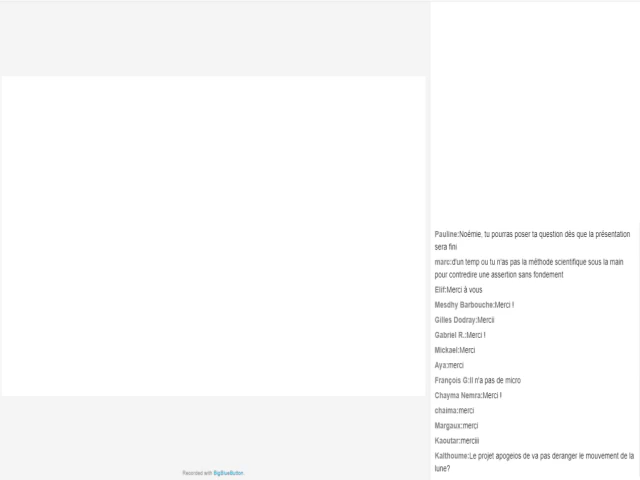 Pauline:Noémie, tu pourras poser ta question dès que la présentation
sera fini
marc:d'un temp ou tu n'as pas la méthode scientifique sous la main
pour contredire une assertion sans fondement
Elif:Merci à vous
Mesdhy Barbouche:Merci !
Gilles Dodray:Mercii
Gabriel R.:Merci !
Mickael:Merci
Aya:merci
François G:Il n'a pas de micro
Chayma Nemra:Merci !
chaima:merci
Margaux:merci
Kaoutar:merciii
Kalthoume:Le projet apogeios de va pas deranger le mouvement de la
lune?
Recorded with BigBlueButton.